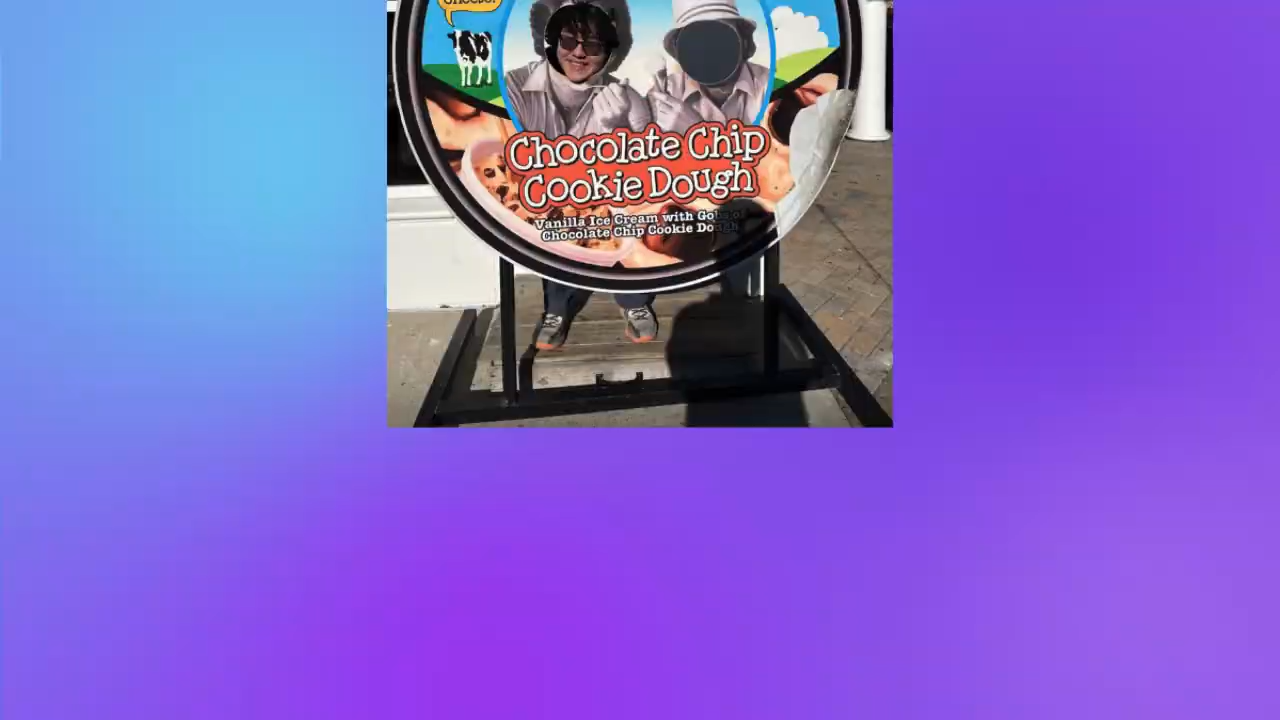 Chocolate Chip
Cookie Dough
Vanilla Ice Cream with Gobs of
Chocolate Chip Cookie Dough